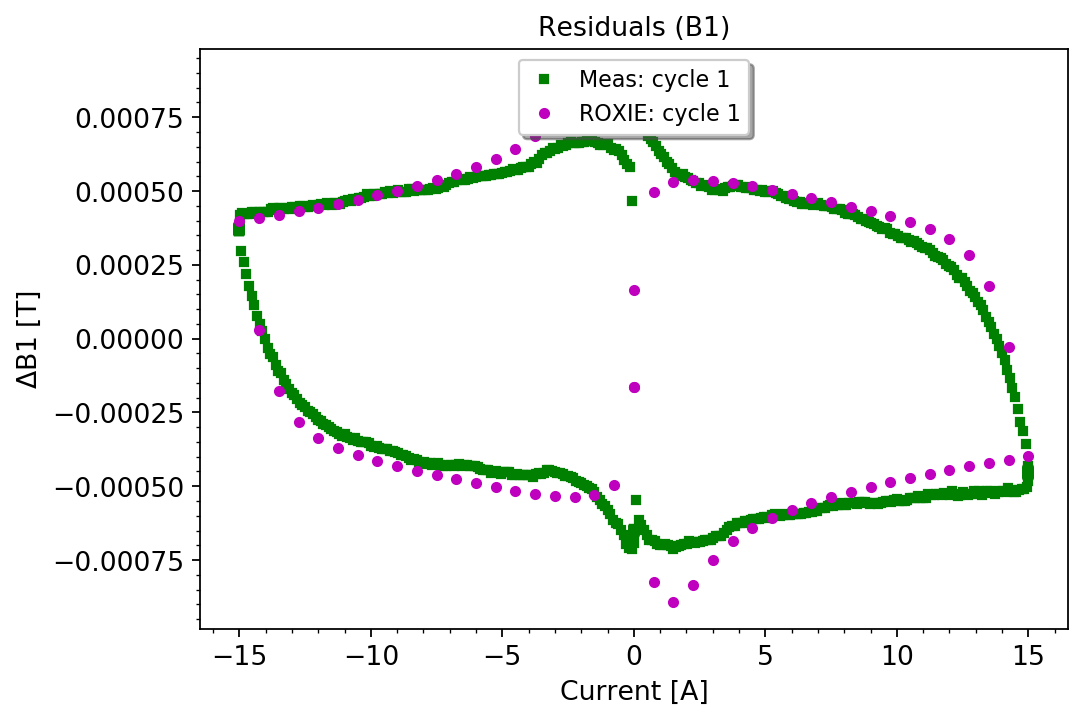 Residuals (B1)
Meas: cycle 1
ROXIE: cycle 1
0.00075
0.00050
0.00025
0.00000
−0.00025
−0.00050
−0.00075
ΔB1 [T]
−15
−10
−5
0
5
10
15
Current [A]